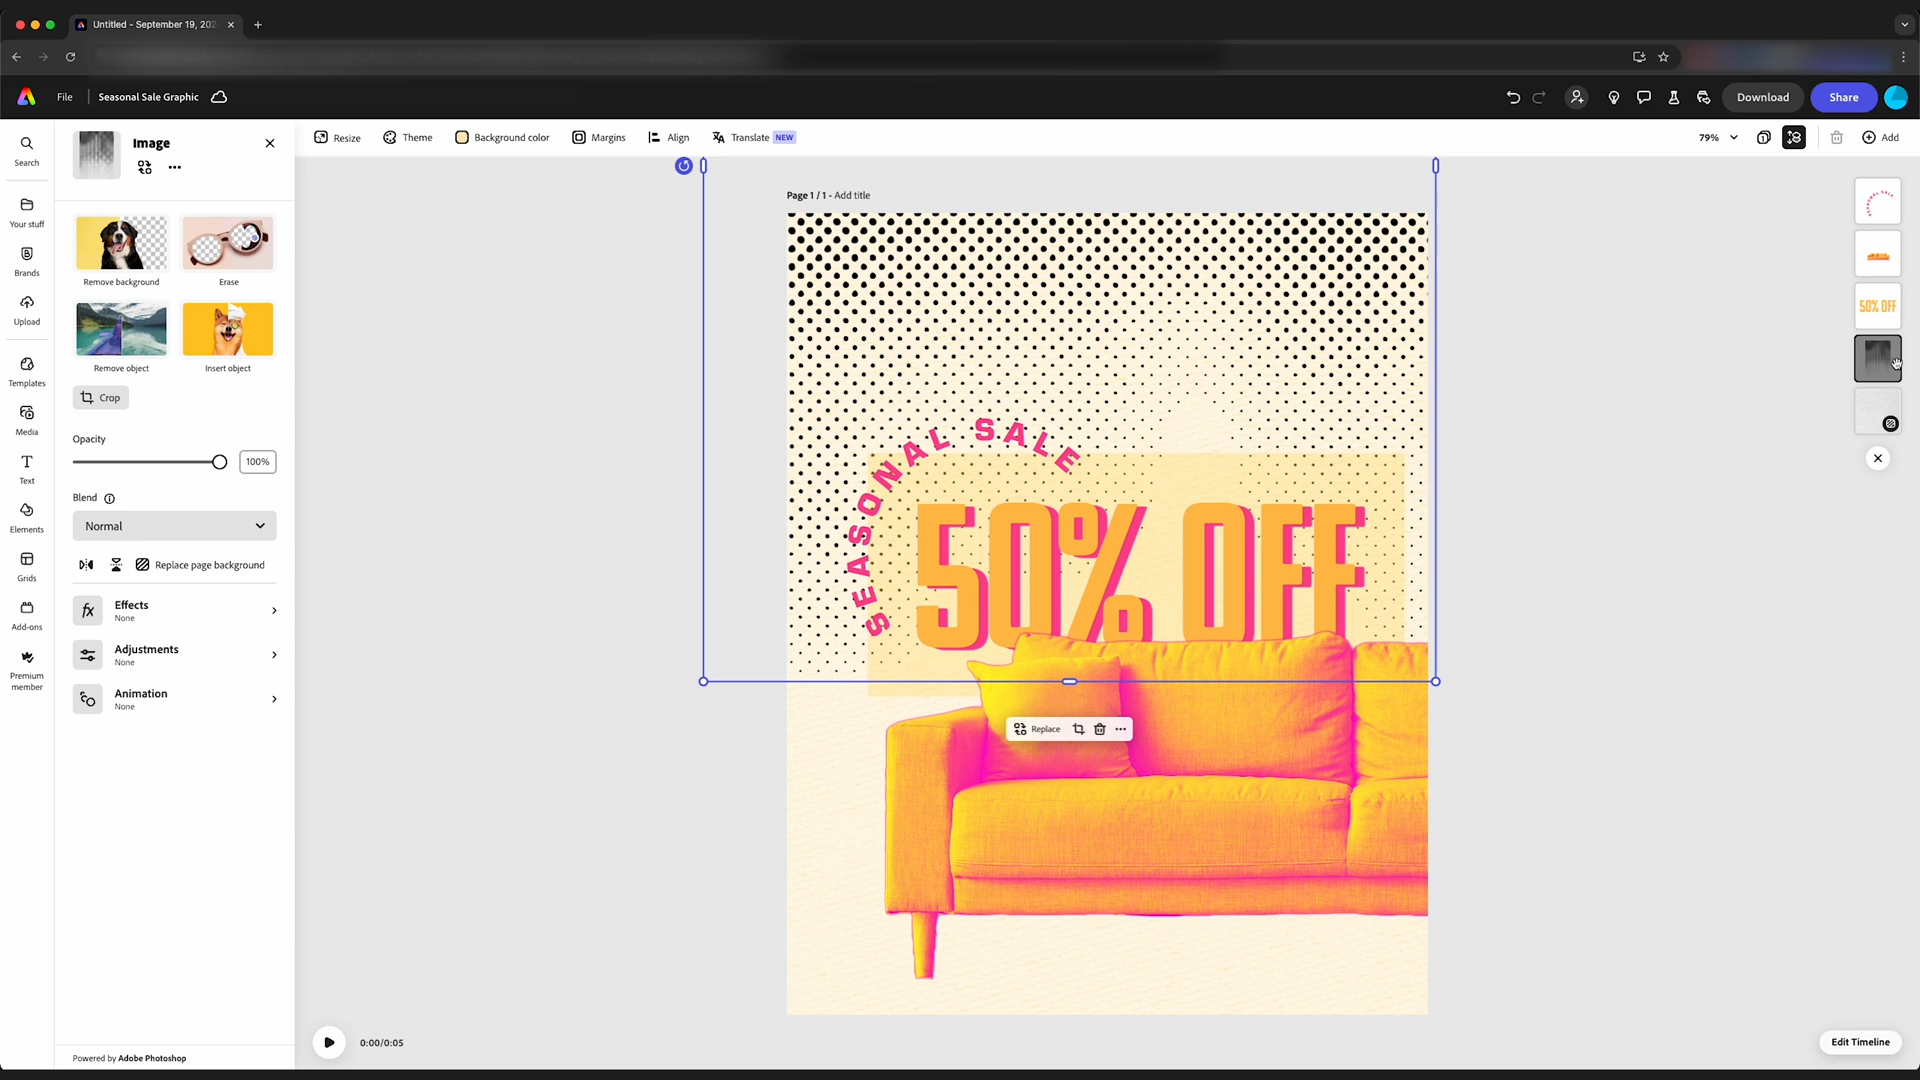 Untitled - September 19, 202
File
Seasonal Sale Graphic
Download
Share
Search
Your stuff
Brands
Upload
Templates
Media
Text
Elements
Grids
Add-ons
Premium
member
Image
Remove background
Erase
Remove object
Insert object
Crop
Opacity
100%
Blend
Normal
Replace page background
fx
Effects
None
Adjustments
None
Animation
None
Powered by Adobe Photoshop
Resize
Theme
Background color
Margins
Align
Translate NEW
79%
Add
Page 1 / 1 - Add title
SEASONAL SALE
50% OFF
Replace
SEASONAL SALE
50% OFF
0:00/0:05
Edit Timeline